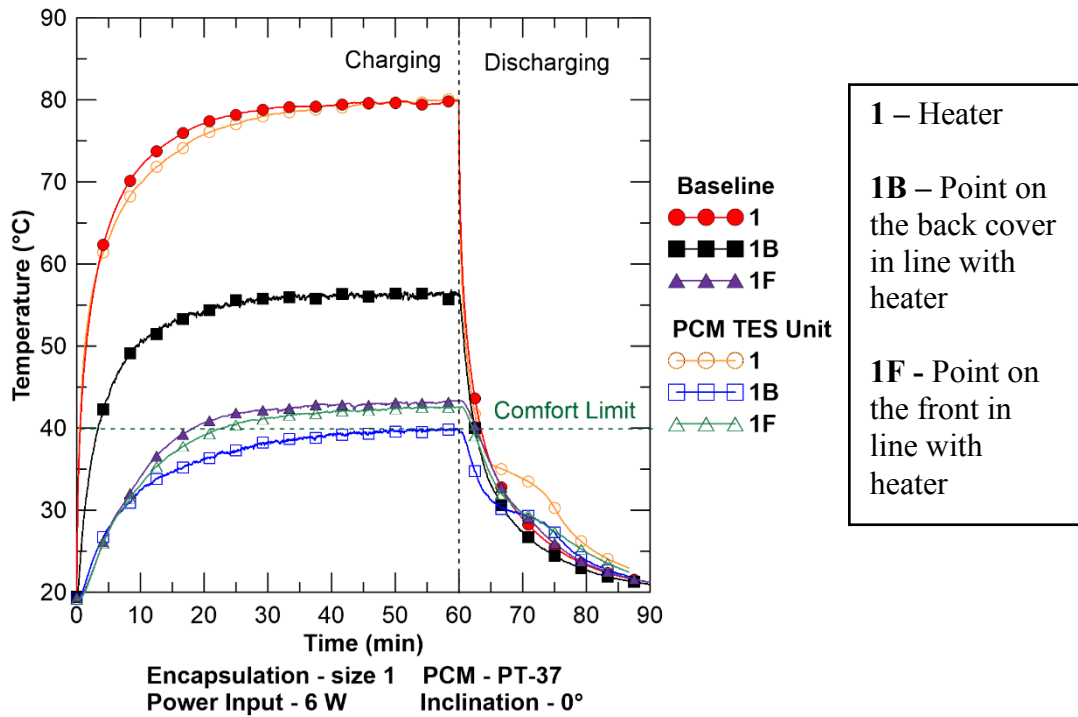 90
80
70
60
50
40
30
20
Temperature (°C)
Charging
Discharging
Comfort Limit
0
10
20
30
40
50
60
70
80
90
Time (min)
Encapsulation - size 1 PCM - PT-37
Power Input - 6 W Inclination - 0°
Baseline
1
1B
1F
PCM TES Unit
1
1B
1F
1 – Heater
1B – Point on
the back cover
in line with
heater
1F - Point on
the front in
line with
heater